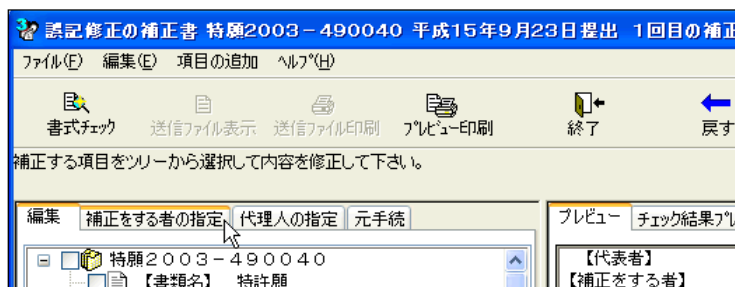 誤記修正の補正書 特願2003-490040 平成15年9月23日提出 1回目の補正
ファイル(F) 編集(E) 項目の追加 ヘルプ(H)
書式チェック 送信ファイル表示 送信ファイル印刷 プレビュー印刷 終了 戻す
補正する項目をツリーから選択して内容を修正して下さい。
編集 補正をする者の指定 代理人の指定 元手続 プレビュー チェック結果プレ
特願2003-490040 【代表者】
【書類名】 特許願 【補正をする者】